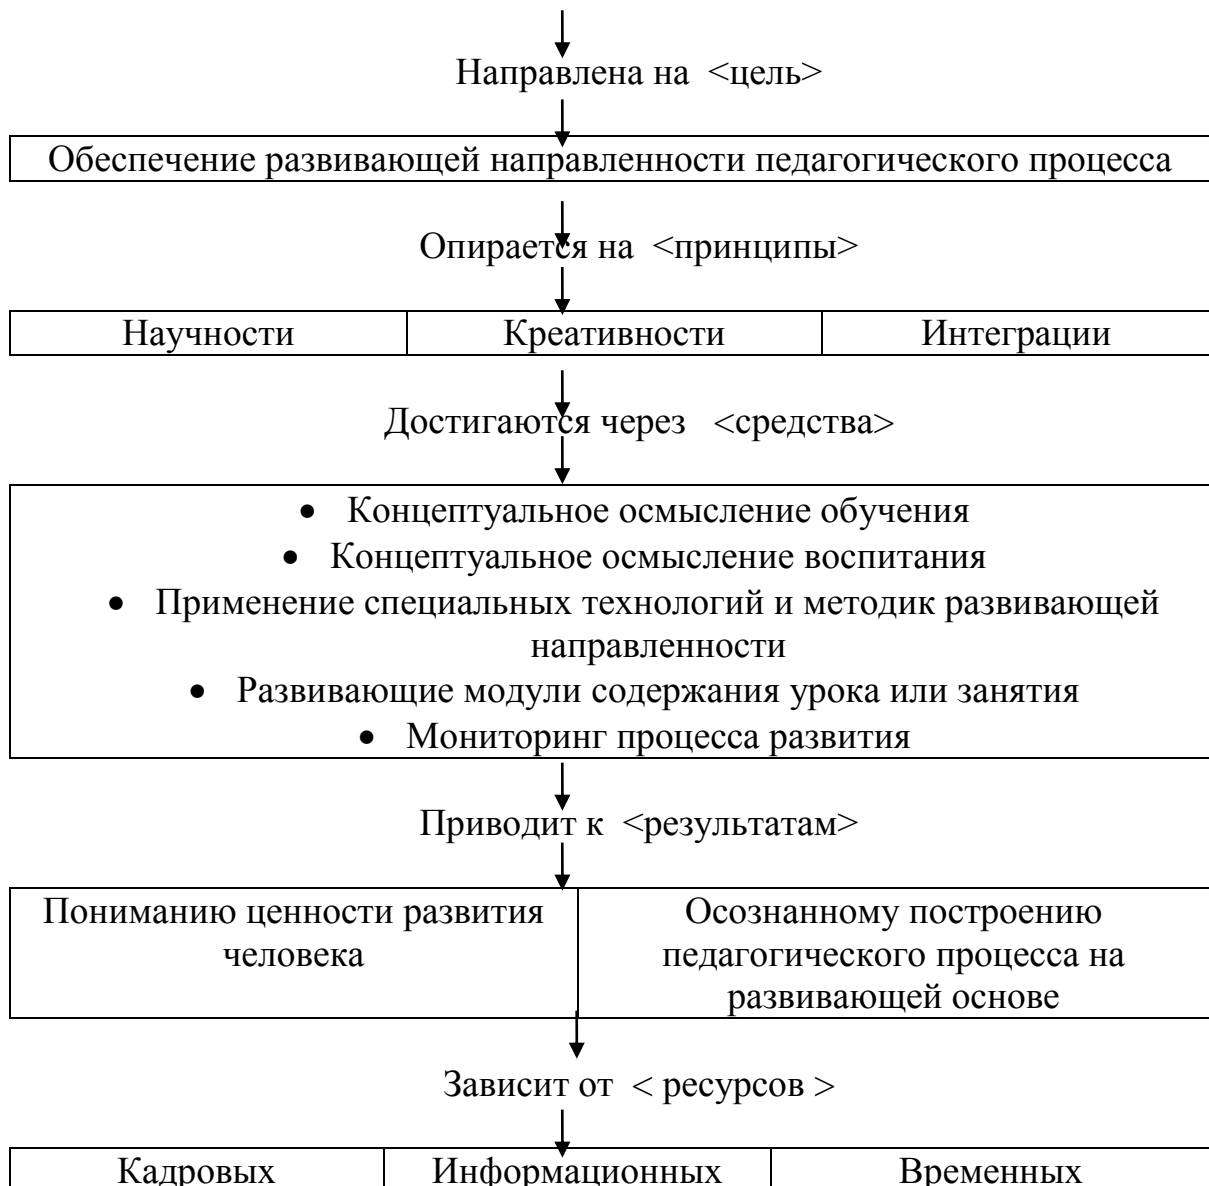 Направлена на <цель>
Обеспечение развивающей направленности педагогического процесса
Опирается на <принципы>
Научности Креативности Интеграции
Достигаются через <средства>
• Концептуальное осмысление обучения
• Концептуальное осмысление воспитания
• Применение специальных технологий и методик развивающей
направленности
• Развивающие модули содержания урока или занятия
• Мониторинг процесса развития
Приводит к <результатам>
Пониманию ценности развития
человека
Осознанному построению
педагогического процесса на
развивающей основе
Зависит от < ресурсов >
Кадровых Информационных Временных